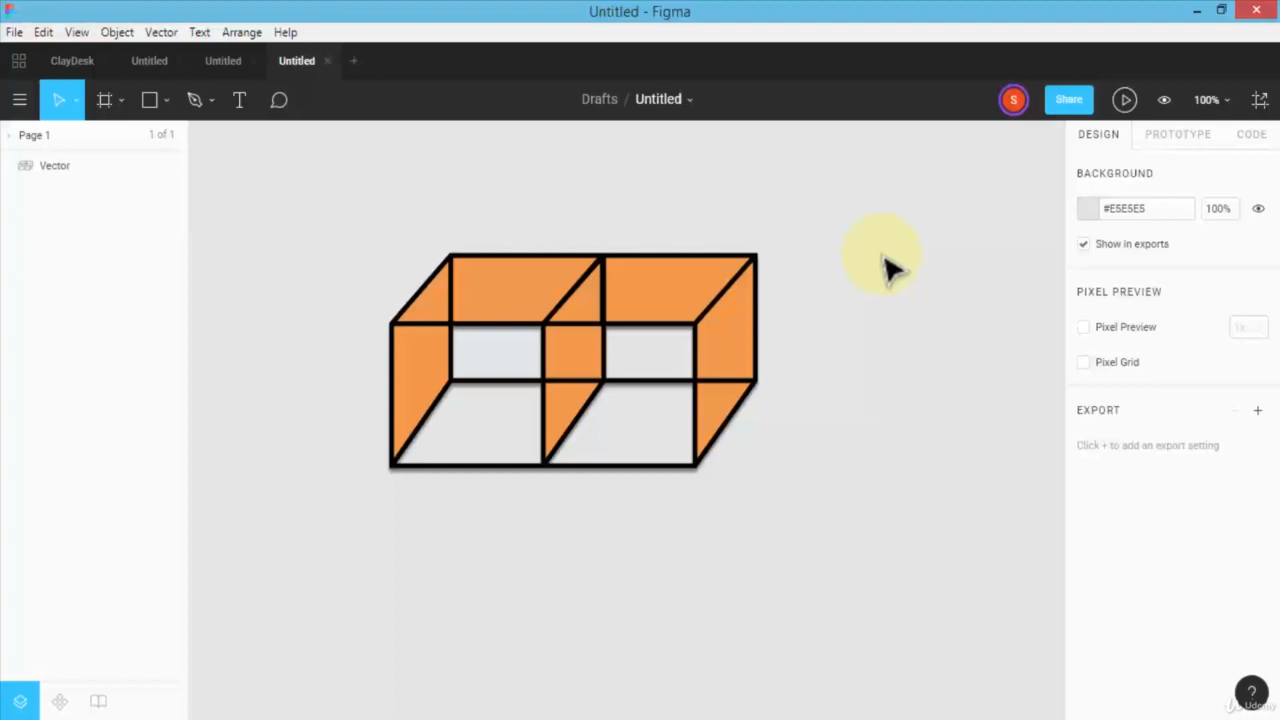 Untitled - Figma
File Edit View Object Vector Text Arrange Help
ClayDesk Untitled Untitled Untitled
Drafts / Untitled
S Share 100%
Page 1 1 of 1
DESIGN PROTOTYPE CODE
Vector
BACKGROUND
#E5E5E5 100%
Show in exports
PIXEL PREVIEW
Pixel Preview 1x
Pixel Grid
EXPORT
Click + to add an export setting
?
Udemy